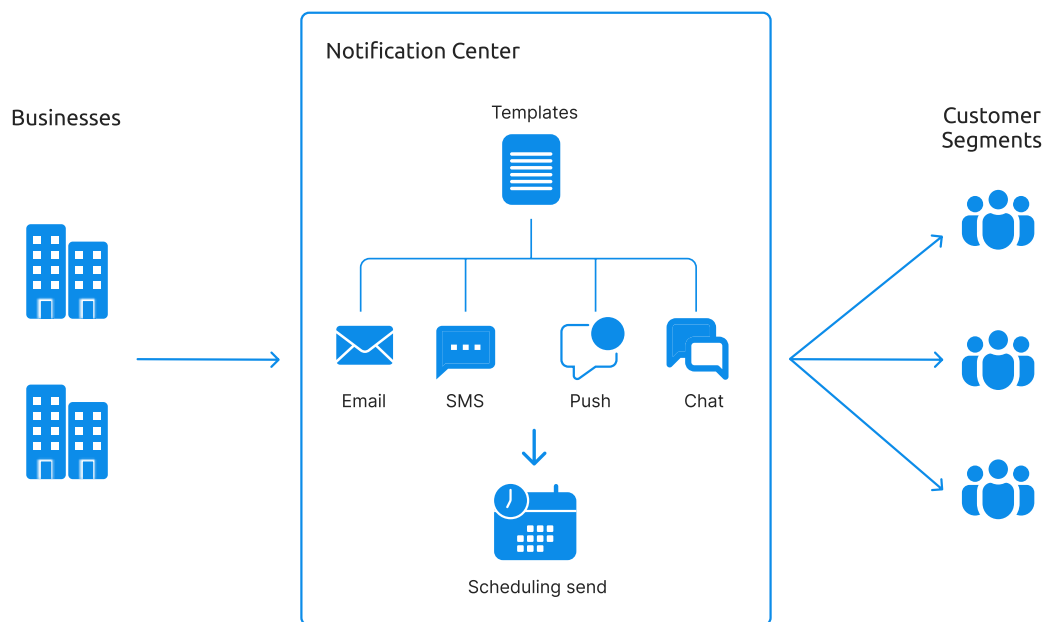 Notification Center
Businesses
Templates
Customer
Segments
Email
SMS
Push
Chat
Scheduling send